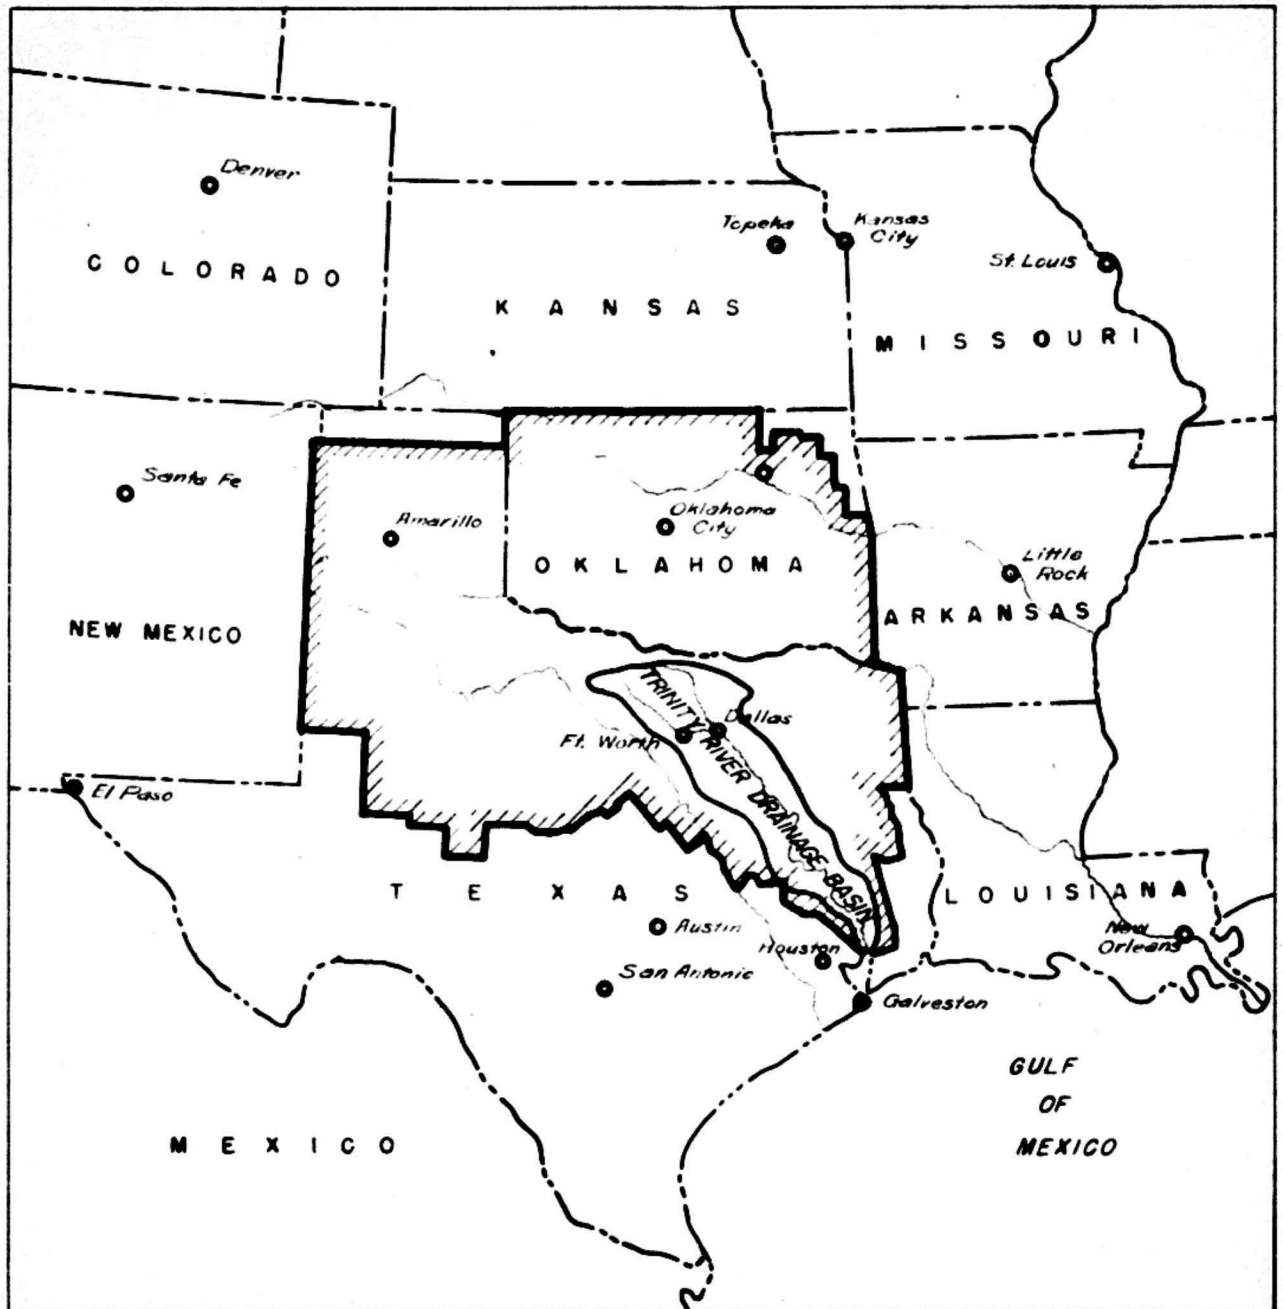 Denver
COLORADO
Topeka
Kansas
City
St. Louis
KANSAS
MISSOURI
Santa Fe
Amarillo
Oklahoma
City
OKLAHOMA
Little
Rock
ARKANSAS
NEW MEXICO
TRINITY RIVER DRAINAGE BASIN
Dallas
Ft. Worth
El Paso
TEXAS
LOUISIANA
Austin
Houston
New
Orleans
San Antonio
Galveston
GULF
OF
MEXICO
MEXICO